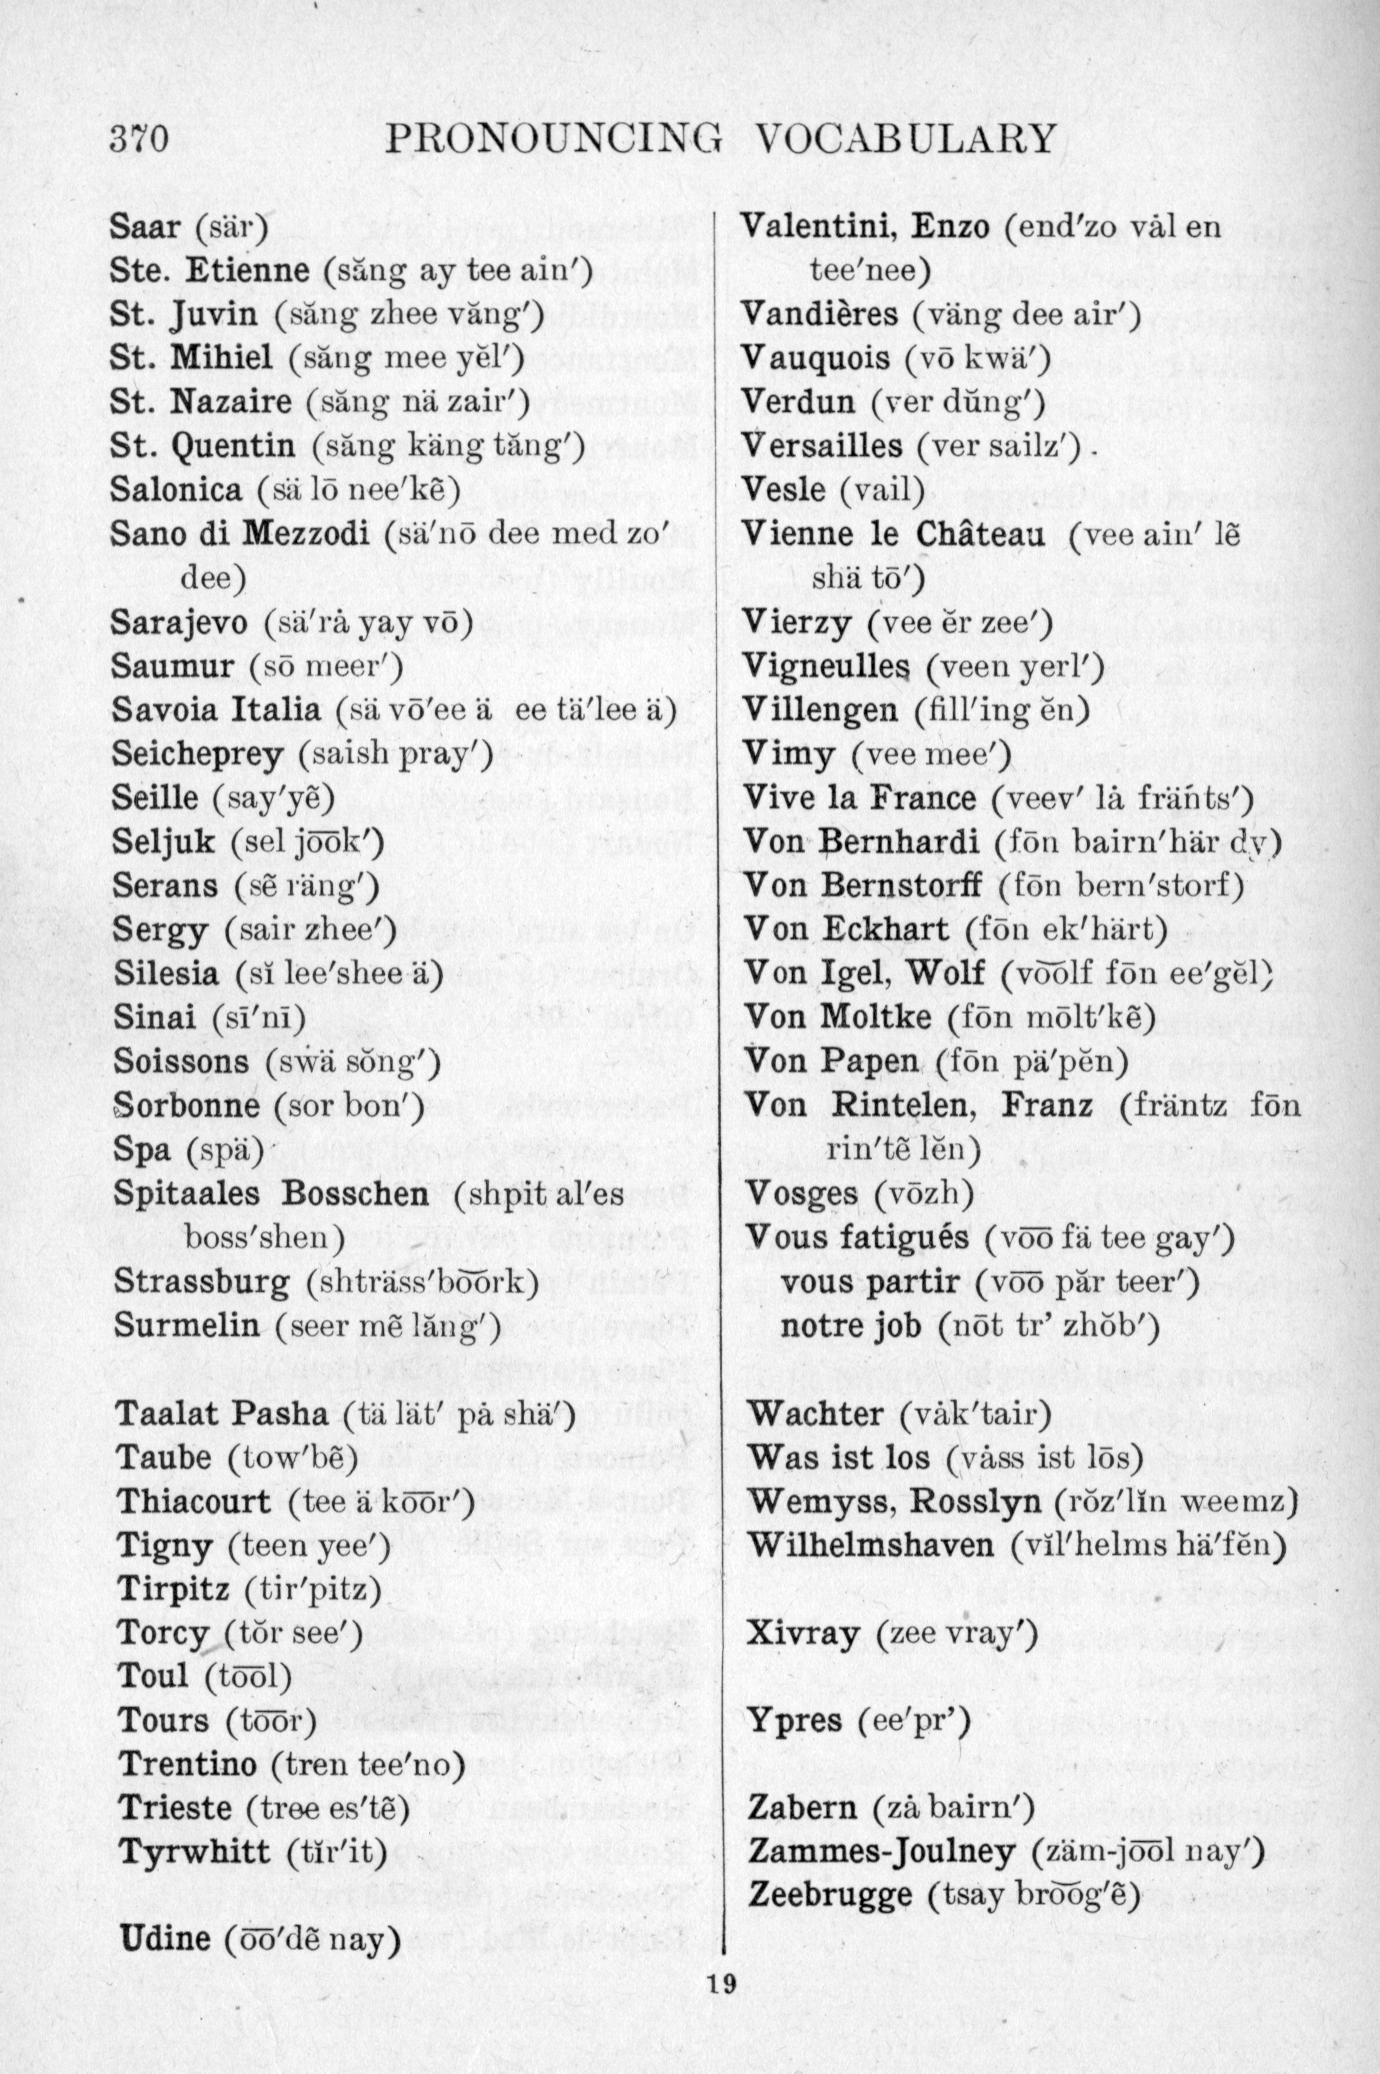 370 PRONOUNCING VOCABULARY
Saar (sär)
Ste. Etienne (săng ay tee ain′)
St. Juvin (săng zhee văng′)
St. Mihiel (săng mee yĕl′)
St. Nazaire (săng nä zair′)
St. Quentin (săng käng tăng′)
Salonica (sä lō nee′kẽ)
Sano di Mezzodi (sä′nō dee med zo′
dee)
Sarajevo (sä′rȧ yay vō)
Saumur (sō meer′)
Savoia Italia (sä vō′ee ä ee tä′lee ä)
Seicheprey (saish pray′)
Seille (say′yẽ)
Seljuk (sel jo͞ok′)
Serans (sẽ räng′)
Sergy (sair zhee′)
Silesia (sĭ lee′shee ä)
Sinai (sī′nī)
Soissons (swä sŏng′)
Sorbonne (sor bon′)
Spa (spä)
Spitaales Bosschen (shpit al′es
boss′shen)
Strassburg (shträss′bo͞ork)
Surmelin (seer mẽ lăng′)
Taalat Pasha (tä lät′ pȧ shä′)
Taube (tow′bẽ)
Thiacourt (tee ä ko͞or′)
Tigny (teen yee′)
Tirpitz (tir′pitz)
Torcy (tŏr see′)
Toul (to͞ol)
Tours (to͞or)
Trentino (tren tee′no)
Trieste (tree es′tẽ)
Tyrwhitt (tĭr′it)
Udine (o͞o′dẽ nay)
Valentini, Enzo (end′zo vȧl en
tee′nee)
Vandières (väng dee air′)
Vauquois (vō kwä′)
Verdun (ver dŭng′)
Versailles (ver sailz′)
Vesle (vail)
Vienne le Château (vee ain′ lẽ
shä tō′)
Vierzy (vee ĕr zee′)
Vigneulles (veen yerl′)
Villengen (fill′ing ĕn)
Vimy (vee mee′)
Vive la France (veev′ lȧ fräṅts′)
Von Bernhardi (fōn bairn′här dy)
Von Bernstorff (fōn bern′storf)
Von Eckhart (fōn ek′härt)
Von Igel, Wolf (vo͞olf fōn ee′gĕl)
Von Moltke (fōn mōlt′kẽ)
Von Papen (fōn pä′pĕn)
Von Rintelen, Franz (fräntz fōn
rin′tẽ lĕn)
Vosges (vōzh)
Vous fatigués (vo͞o fä tee gay′)
vous partir (vo͞o păr teer′)
notre job (nōt tr’ zhŏb′)
Wachter (vȧk′tair)
Was ist los (vȧss ist lōs)
Wemyss, Rosslyn (rŏz′lĭn weemz)
Wilhelmshaven (vĭl′helms hä′fĕn)
Xivray (zee vray′)
Ypres (ee′pr’)
Zabern (zȧ bairn′)
Zammes-Joulney (zäm-jo͞ol nay′)
Zeebrugge (tsay bro͞og′ẽ)
19